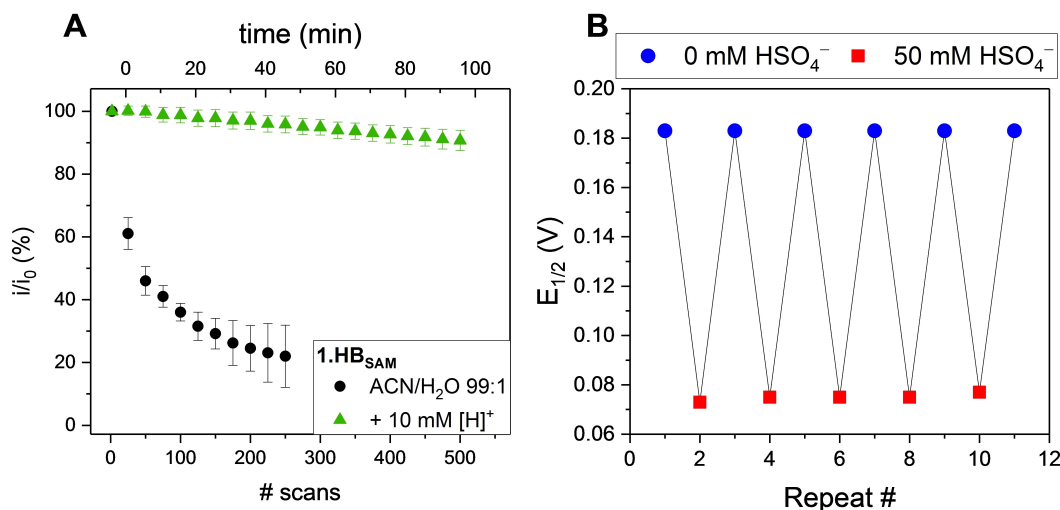 A
time (min)
0 20 40 60 80 100
100
80
60
40
20
0
i/i₀ (%)
1.HB_SAM
ACN/H₂O 99:1
+ 10 mM [H]⁺
0 100 200 300 400 500
# scans
B
0 mM HSO₄⁻ 50 mM HSO₄⁻
0.20
0.18
0.16
0.14
0.12
0.10
0.08
0.06
E₁/₂ (V)
0 2 4 6 8 10 12
Repeat #